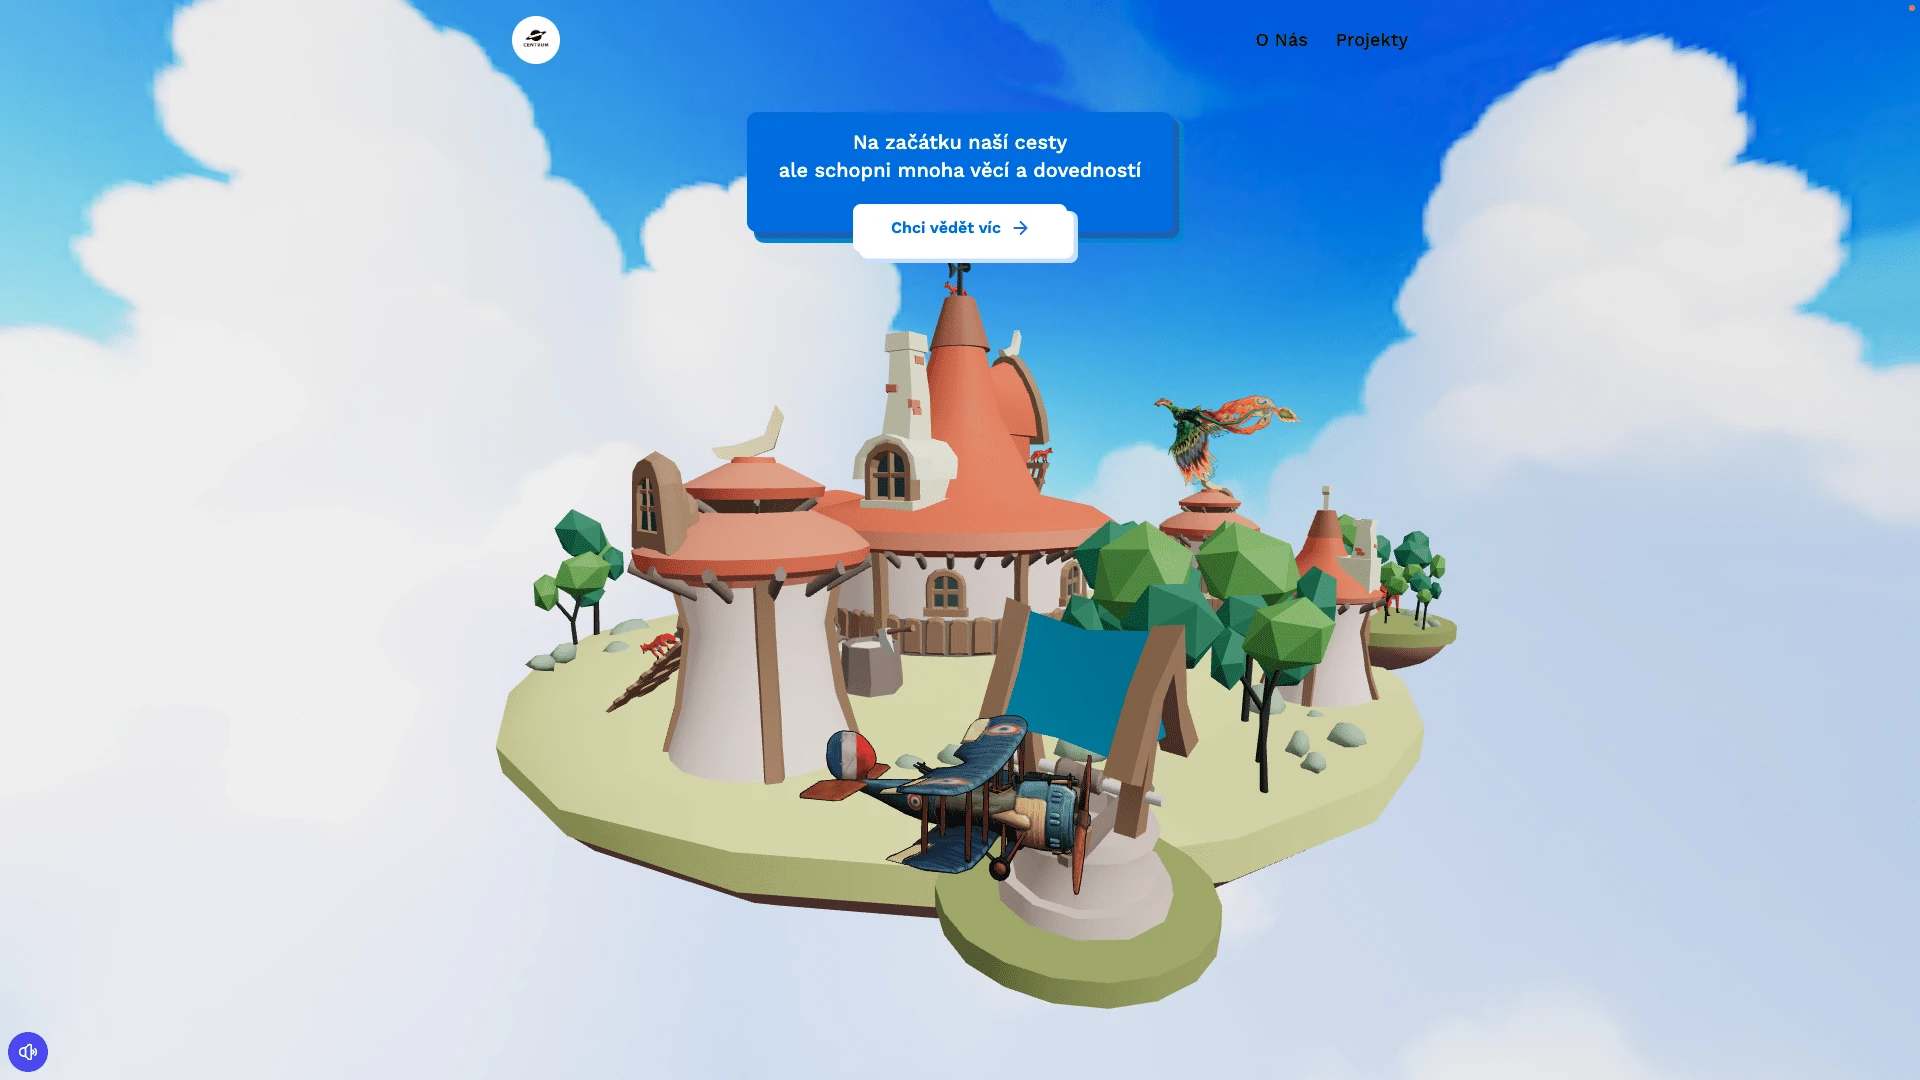 CENTRUM
O Nás
Projekty
Na začátku naší cesty
ale schopni mnoha věcí a dovedností
Chci vědět víc →